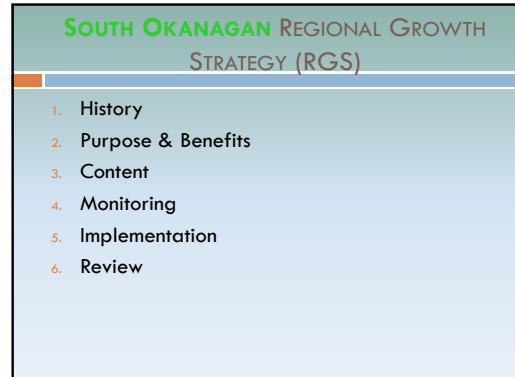 SOUTH OKANAGAN REGIONAL GROWTH
STRATEGY (RGS)
1. History
2. Purpose & Benefits
3. Content
4. Monitoring
5. Implementation
6. Review